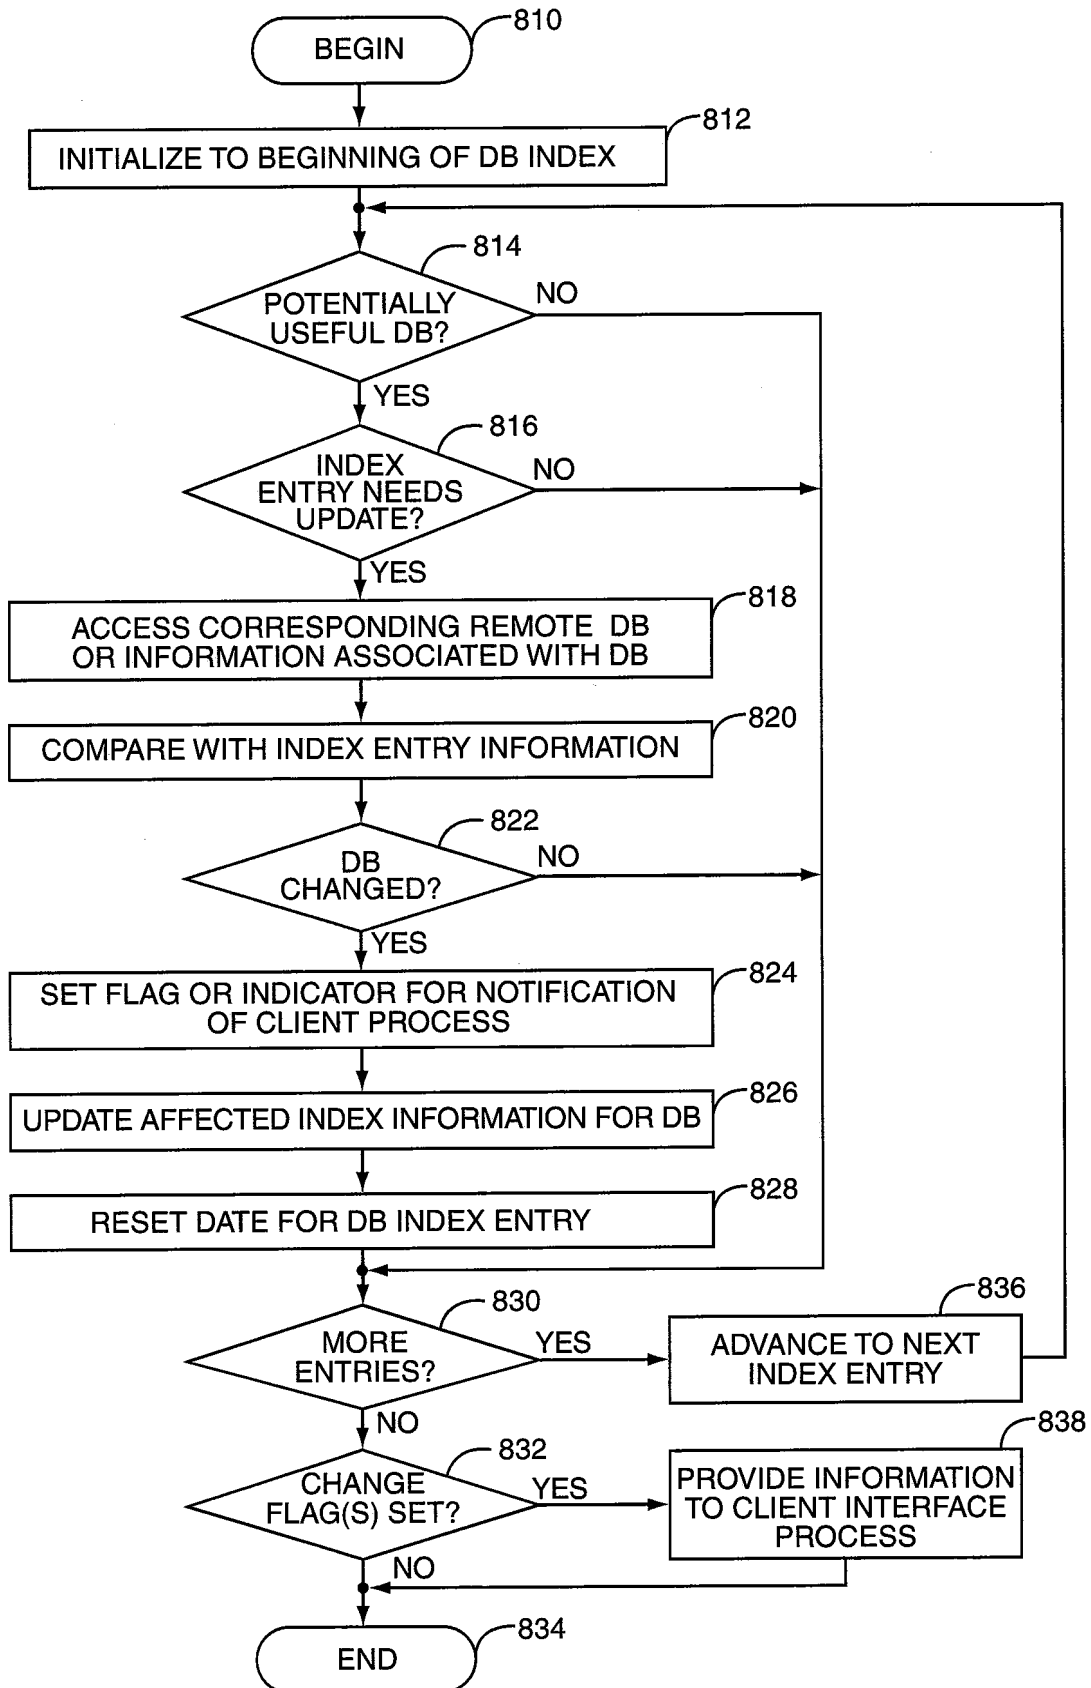 BEGIN
810
INITIALIZE TO BEGINNING OF DB INDEX
812
814
POTENTIALLY
USEFUL DB?
NO
YES
816
INDEX
ENTRY NEEDS
UPDATE?
NO
YES
818
ACCESS CORRESPONDING REMOTE DB
OR INFORMATION ASSOCIATED WITH DB
820
COMPARE WITH INDEX ENTRY INFORMATION
822
DB
CHANGED?
NO
YES
824
SET FLAG OR INDICATOR FOR NOTIFICATION
OF CLIENT PROCESS
826
UPDATE AFFECTED INDEX INFORMATION FOR DB
828
RESET DATE FOR DB INDEX ENTRY
830
MORE
ENTRIES?
YES
836
ADVANCE TO NEXT
INDEX ENTRY
NO
832
CHANGE
FLAG(S) SET?
YES
838
PROVIDE INFORMATION
TO CLIENT INTERFACE
PROCESS
NO
834
END